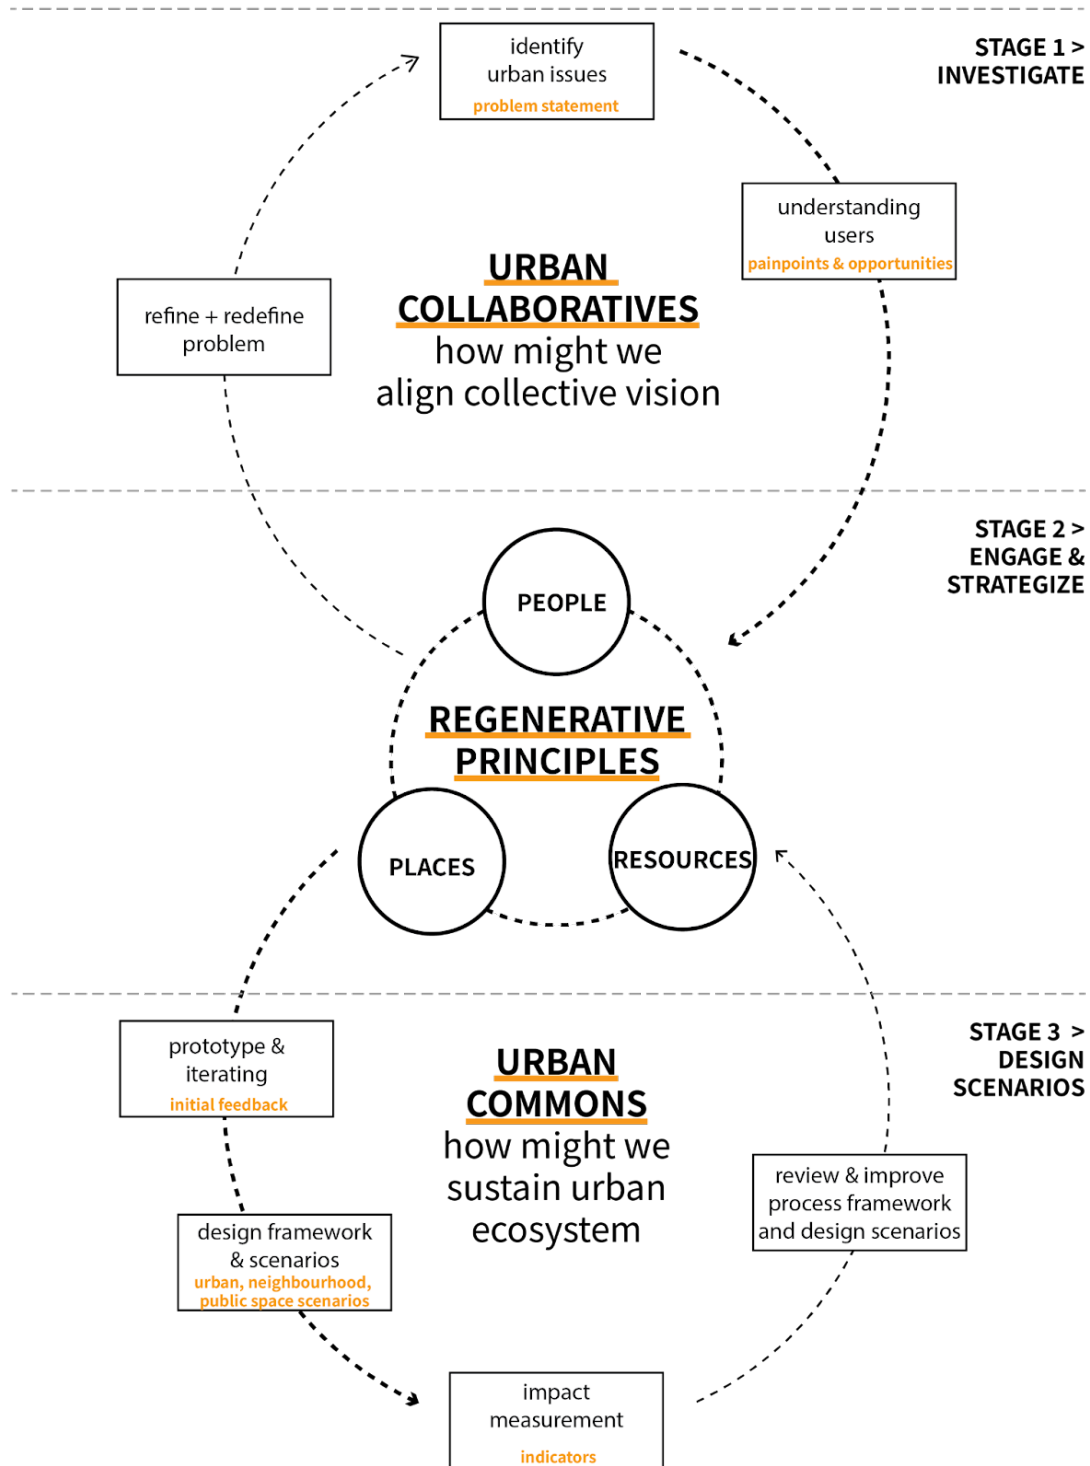 STAGE 1 >
INVESTIGATE
identify
urban issues
problem statement
understanding
users
painpoints & opportunities
refine + redefine
problem
URBAN
COLLABORATIVES
how might we
align collective vision
STAGE 2 >
ENGAGE &
STRATEGIZE
PEOPLE
REGENERATIVE
PRINCIPLES
PLACES
RESOURCES
STAGE 3 >
DESIGN
SCENARIOS
prototype &
iterating
initial feedback
URBAN
COMMONS
how might we
sustain urban
ecosystem
design framework
& scenarios
urban, neighbourhood,
public space scenarios
review & improve
process framework
and design scenarios
impact
measurement
indicators